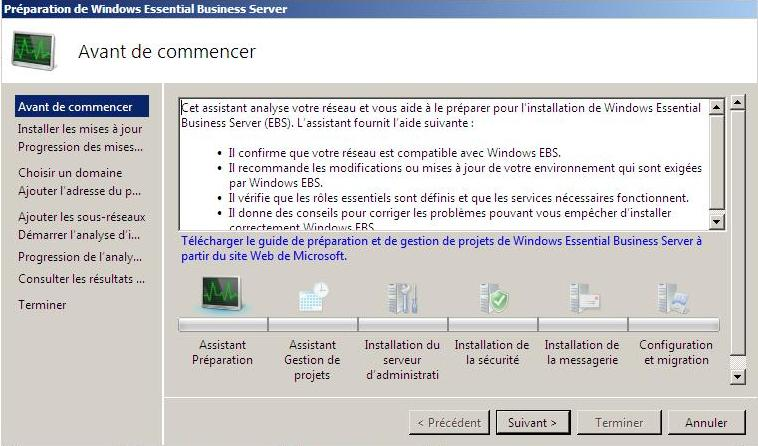 Préparation de Windows Essential Business Server
Avant de commencer
Avant de commencer
Installer les mises à jour
Progression des mises...
Choisir un domaine
Ajouter l'adresse du p...
Ajouter les sous-réseaux
Démarrer l'analyse d'i...
Progression de l'analy...
Consulter les résultats ...
Terminer
Cet assistant analyse votre réseau et vous aide à le préparer pour l'installation de Windows Essential
Business Server (EBS). L'assistant fournit l'aide suivante :
• Il confirme que votre réseau est compatible avec Windows EBS.
• Il recommande les modifications ou mises à jour de votre environnement qui sont exigées
par Windows EBS.
• Il vérifie que les rôles essentiels sont définis et que les services nécessaires fonctionnent.
• Il donne des conseils pour corriger les problèmes pouvant vous empêcher d'installer
correctement Windows EBS.
Télécharger le guide de préparation et de gestion de projets de Windows Essential Business Server à
partir du site Web de Microsoft.
Assistant
Préparation
Assistant
Gestion de
projets
Installation du
serveur
d'administrati
Installation de
la sécurité
Installation de
la messagerie
Configuration
et migration
< Précédent
Suivant >
Terminer
Annuler